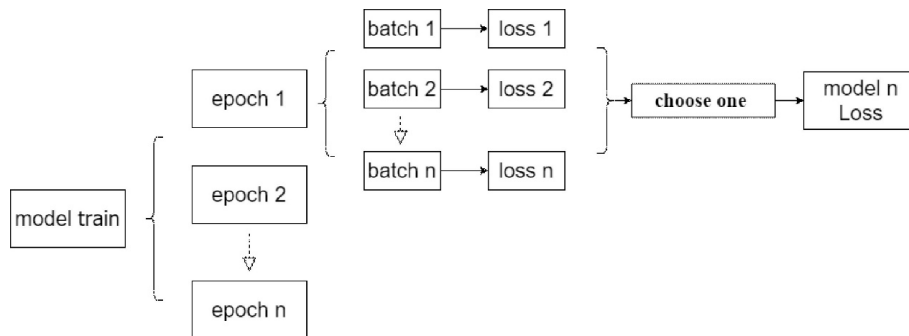 model train
epoch 1
epoch 2
epoch n
batch 1
loss 1
batch 2
loss 2
batch n
loss n
choose one
model n
Loss